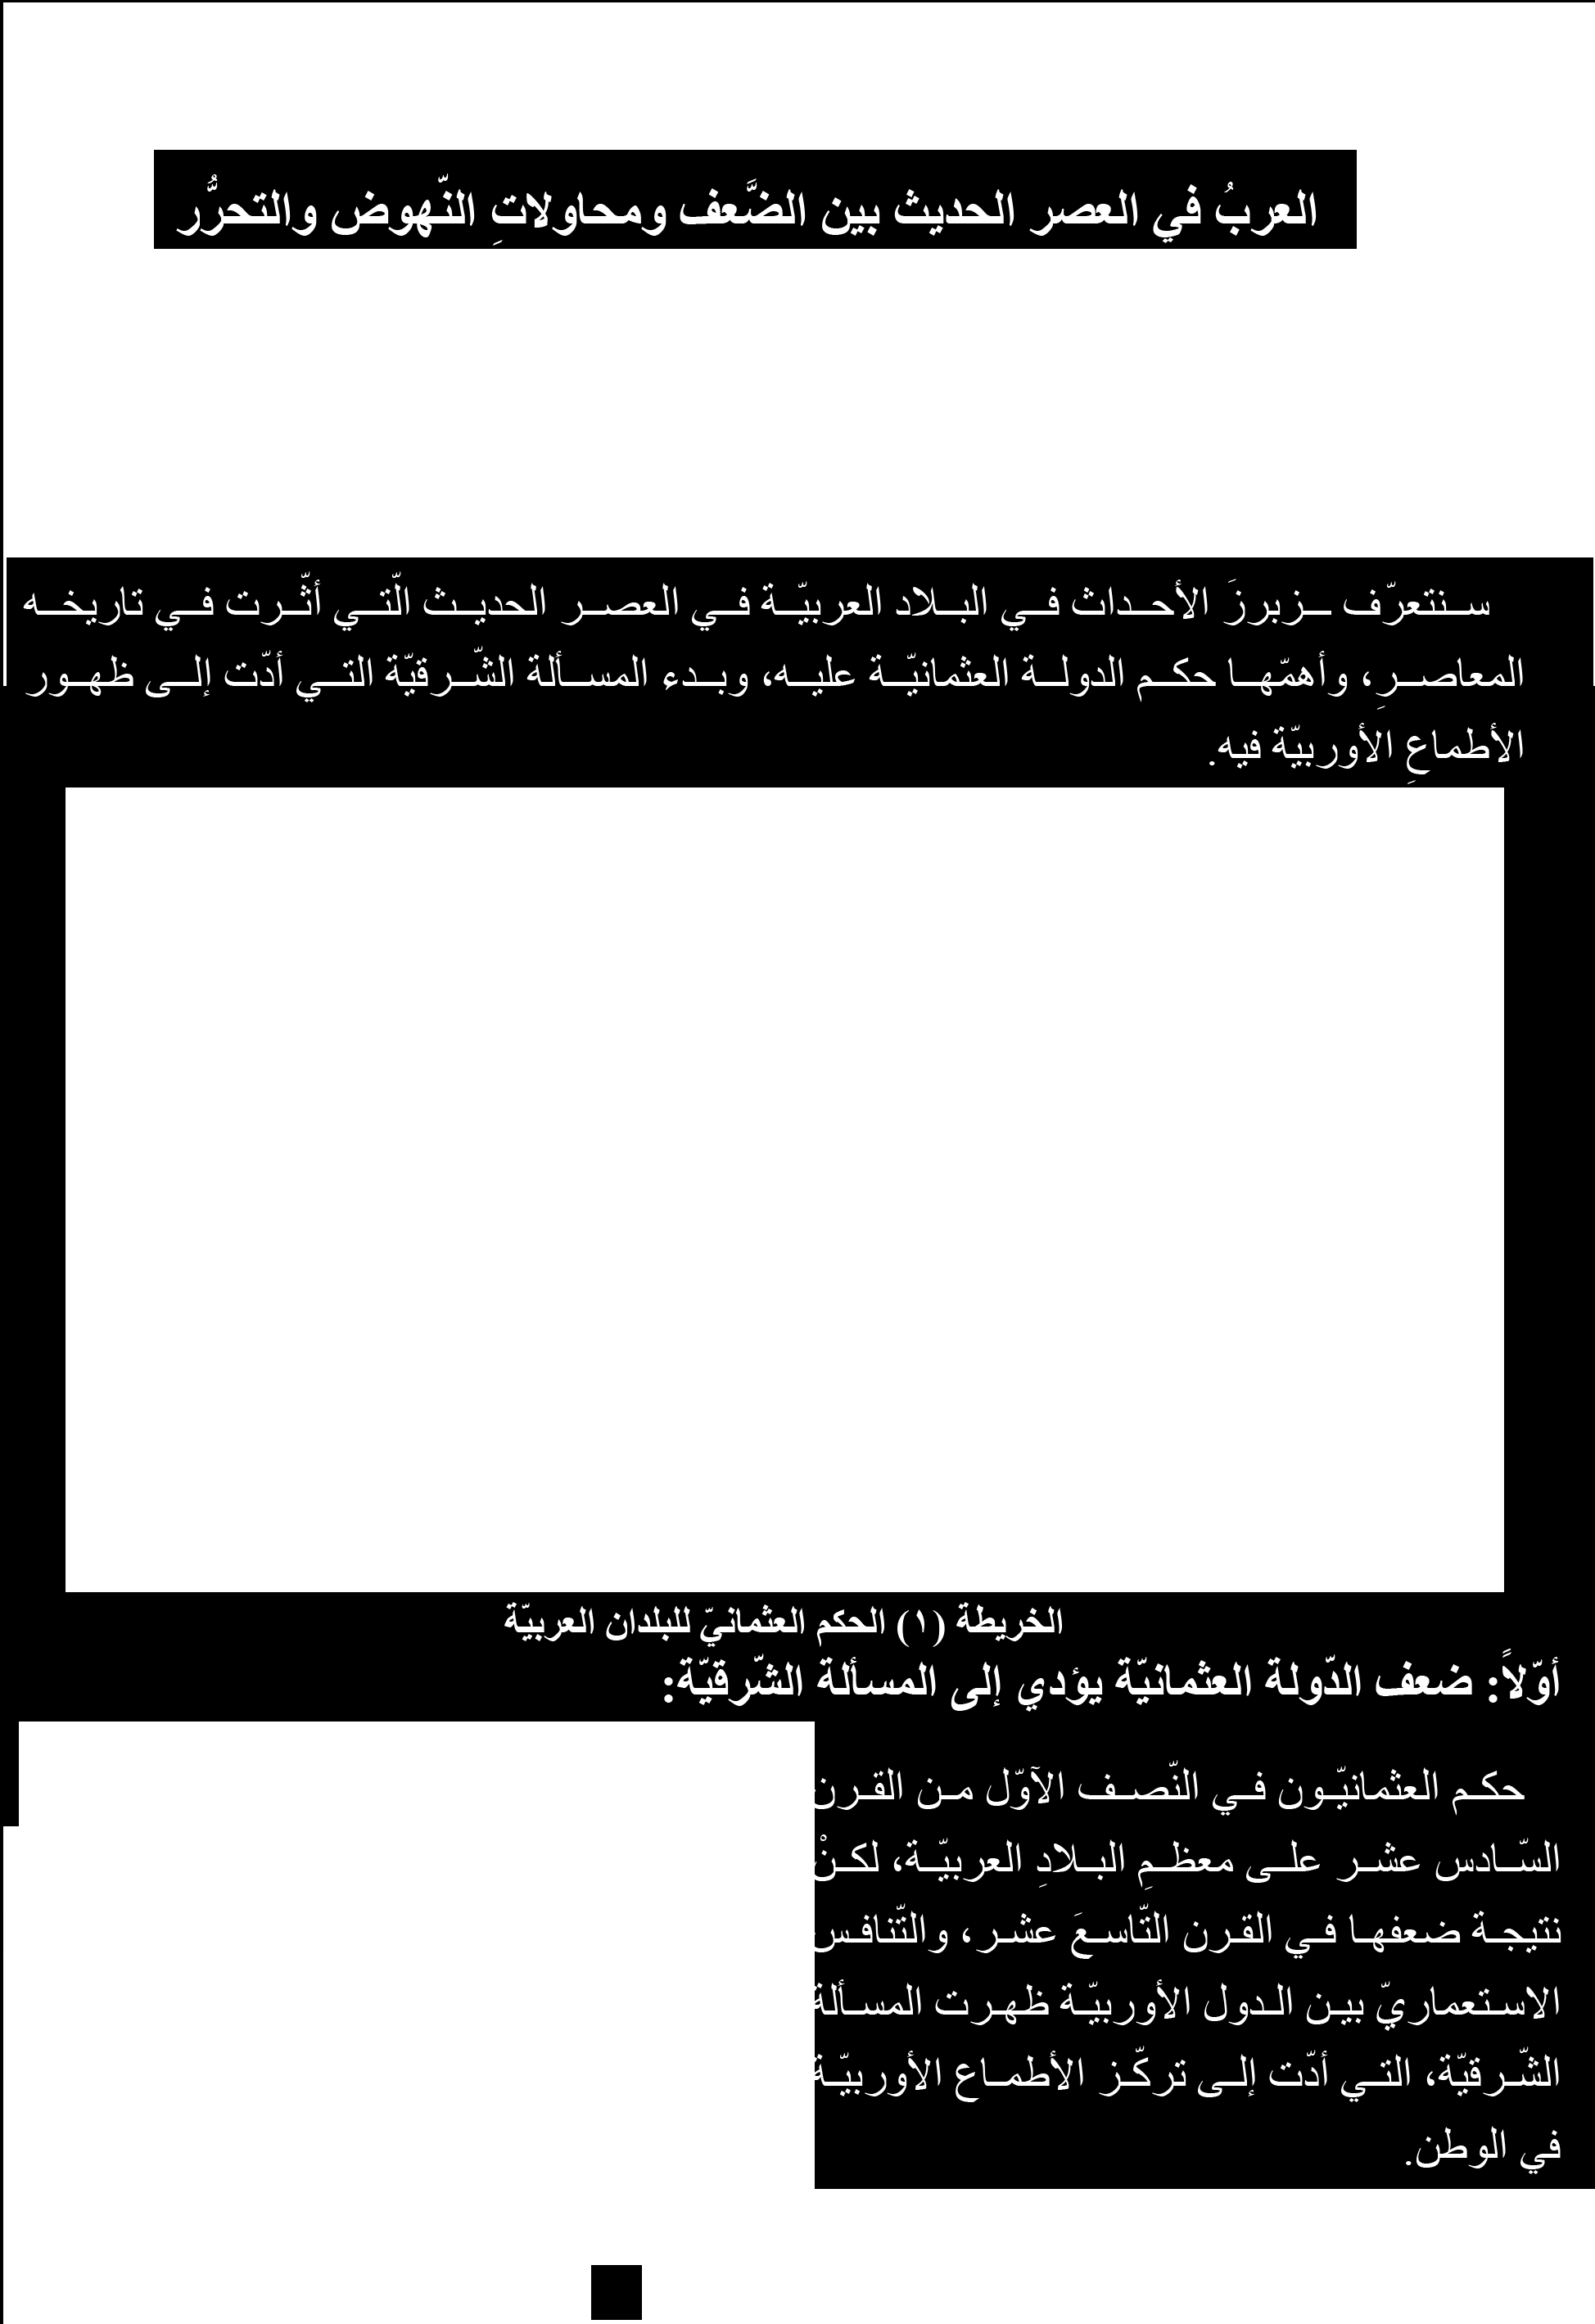 العربُ في العصر الحديث بين الضَّعف ومحاولاتِ النّهوض والتحرُّر
سنتعرّف ـزبرزَ الأحداث في البلاد العربيّة في العصر الحديث الّتي أثّرت في تاريخه
المعاصرِ، وأهمّها حكم الدولة العثمانيّة عليه، وبدء المسألة الشّرقيّة التي أدّت إلى ظهور
الأطماعِ الأوربيّة فيه.
الخريطة (١) الحكم العثمانيّ للبلدان العربيّة
أوّلاً: ضعف الدّولة العثمانيّة يؤدي إلى المسألة الشّرقيّة:
حكم العثمانيّون في النّصف الآوّل من القرن
السّادس عشر على معظمِ البلادِ العربيّة، لكنْ
نتيجة ضعفها في القرن التّاسعَ عشر، والتّنافس
الاستعماريّ بين الدول الأوربيّة ظهرت المسألة
الشّرقيّة، التي أدّت إلى تركّز الأطماع الأوربيّة
في الوطن.